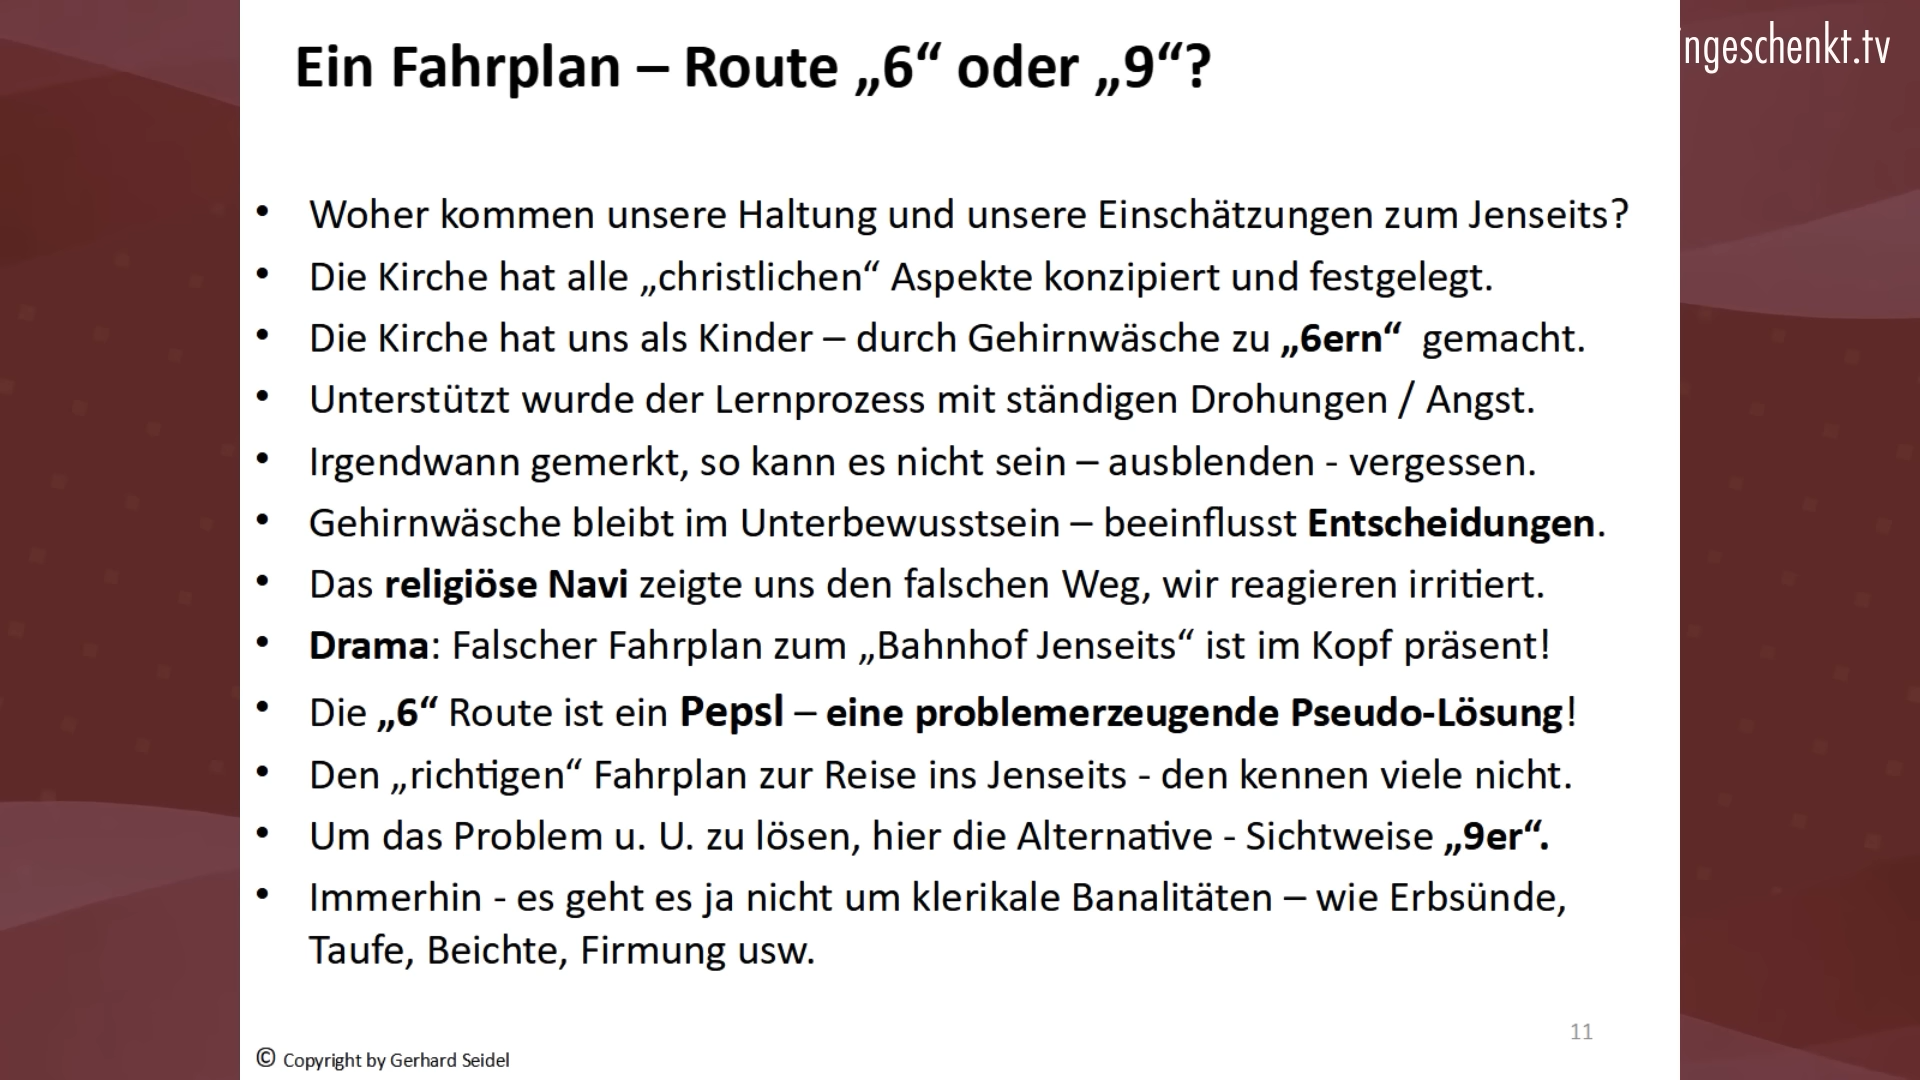 Ein Fahrplan – Route „6“ oder „9“?
ngeschenkt.tv
• Woher kommen unsere Haltung und unsere Einschätzungen zum Jenseits?
• Die Kirche hat alle „christlichen“ Aspekte konzipiert und festgelegt.
• Die Kirche hat uns als Kinder – durch Gehirnwäsche zu „6ern“ gemacht.
• Unterstützt wurde der Lernprozess mit ständigen Drohungen / Angst.
• Irgendwann gemerkt, so kann es nicht sein – ausblenden - vergessen.
• Gehirnwäsche bleibt im Unterbewusstsein – beeinflusst Entscheidungen.
• Das religiöse Navi zeigte uns den falschen Weg, wir reagieren irritiert.
• Drama: Falscher Fahrplan zum „Bahnhof Jenseits“ ist im Kopf präsent!
• Die „6“ Route ist ein Pepsl – eine problemerzeugende Pseudo-Lösung!
• Den „richtigen“ Fahrplan zur Reise ins Jenseits - den kennen viele nicht.
• Um das Problem u. U. zu lösen, hier die Alternative - Sichtweise „9er“.
• Immerhin - es geht es ja nicht um klerikale Banalitäten – wie Erbsünde,
Taufe, Beichte, Firmung usw.
11
© Copyright by Gerhard Seidel